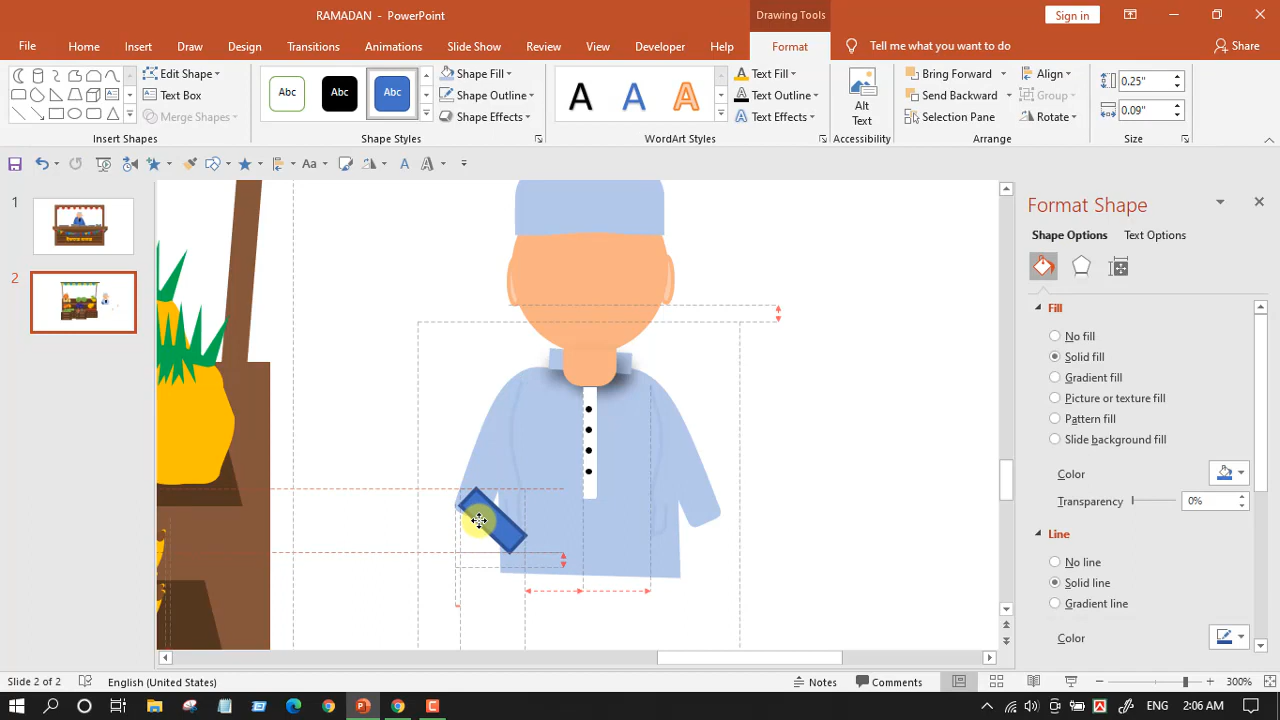 RAMADAN - PowerPoint
Drawing Tools
Sign in
File Home Insert Draw Design Transitions Animations Slide Show Review View Developer Help Format Tell me what you want to do Share
Edit Shape
Text Box
Merge Shapes
Insert Shapes
Abc Abc Abc
Shape Fill
Shape Outline
Shape Effects
Shape Styles
A A A
Text Fill
Text Outline
Text Effects
WordArt Styles
Alt
Text
Accessibility
Bring Forward
Send Backward
Selection Pane
Align
Group
Rotate
Arrange
0.25"
0.09"
Size
Aa A A
1
2
Format Shape
Shape Options Text Options
Fill
No fill
Solid fill
Gradient fill
Picture or texture fill
Pattern fill
Slide background fill
Color
Transparency 0%
Line
No line
Solid line
Gradient line
Color
Slide 2 of 2 English (United States) Notes Comments 300%
2:06 AM